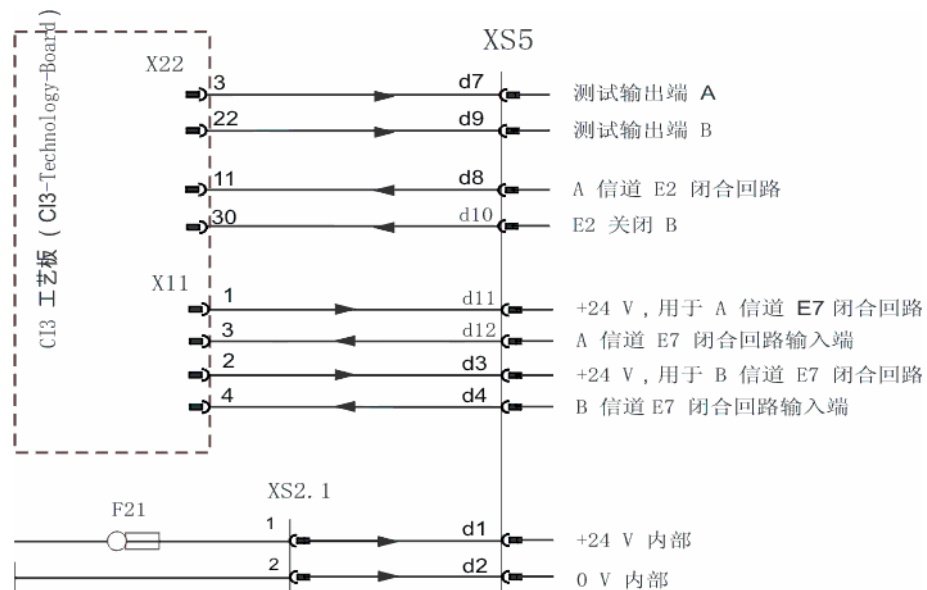 XS5
CI3 工艺板 ( CI3-Technology-Board)
X22
3 d7 测试输出端 A
22 d9 测试输出端 B
11 d8 A 信道 E2 闭合回路
30 d10 E2 关闭 B
X11
1 d11 +24 V , 用于 A 信道 E7 闭合回路
3 d12 A 信道 E7 闭合回路输入端
2 d3 +24 V , 用于 B 信道 E7 闭合回路
4 d4 B 信道 E7 闭合回路输入端
XS2.1
F21
1 d1 +24 V 内部
2 d2 0 V 内部